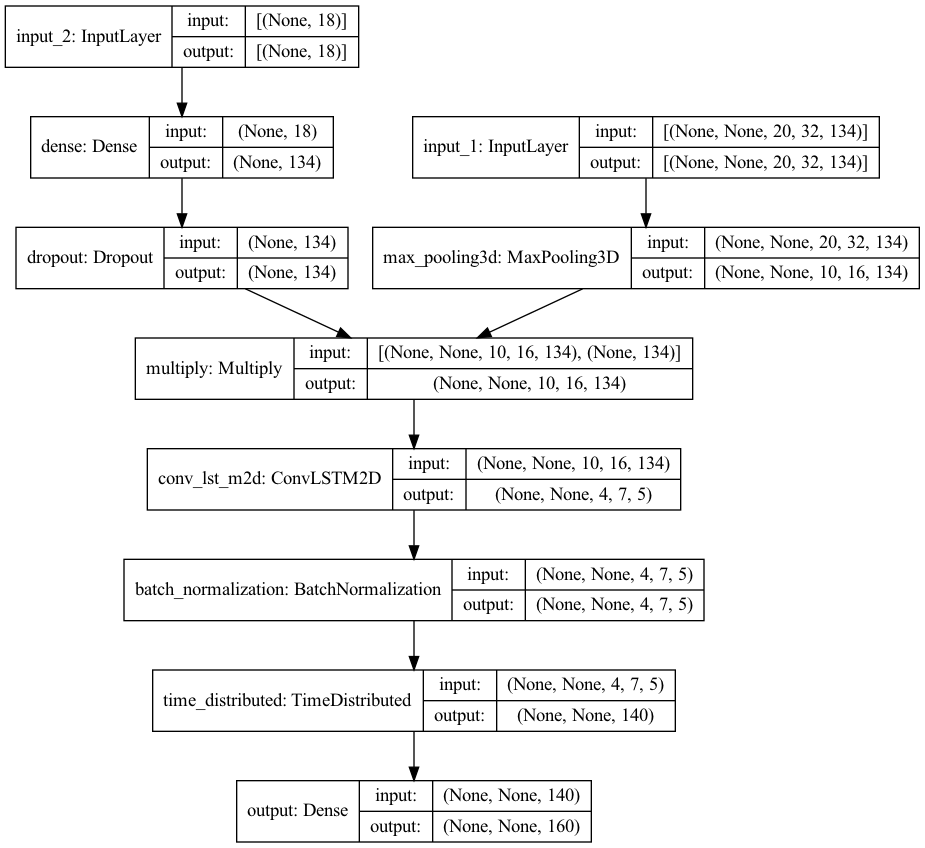 input_2: InputLayer
input: [(None, 18)]
output: [(None, 18)]
dense: Dense
input: (None, 18)
output: (None, 134)
input_1: InputLayer
input: [(None, None, 20, 32, 134)]
output: [(None, None, 20, 32, 134)]
dropout: Dropout
input: (None, 134)
output: (None, 134)
max_pooling3d: MaxPooling3D
input: (None, None, 20, 32, 134)
output: (None, None, 10, 16, 134)
multiply: Multiply
input: [(None, None, 10, 16, 134), (None, 134)]
output: (None, None, 10, 16, 134)
conv_lst_m2d: ConvLSTM2D
input: (None, None, 10, 16, 134)
output: (None, None, 4, 7, 5)
batch_normalization: BatchNormalization
input: (None, None, 4, 7, 5)
output: (None, None, 4, 7, 5)
time_distributed: TimeDistributed
input: (None, None, 4, 7, 5)
output: (None, None, 140)
output: Dense
input: (None, None, 140)
output: (None, None, 160)